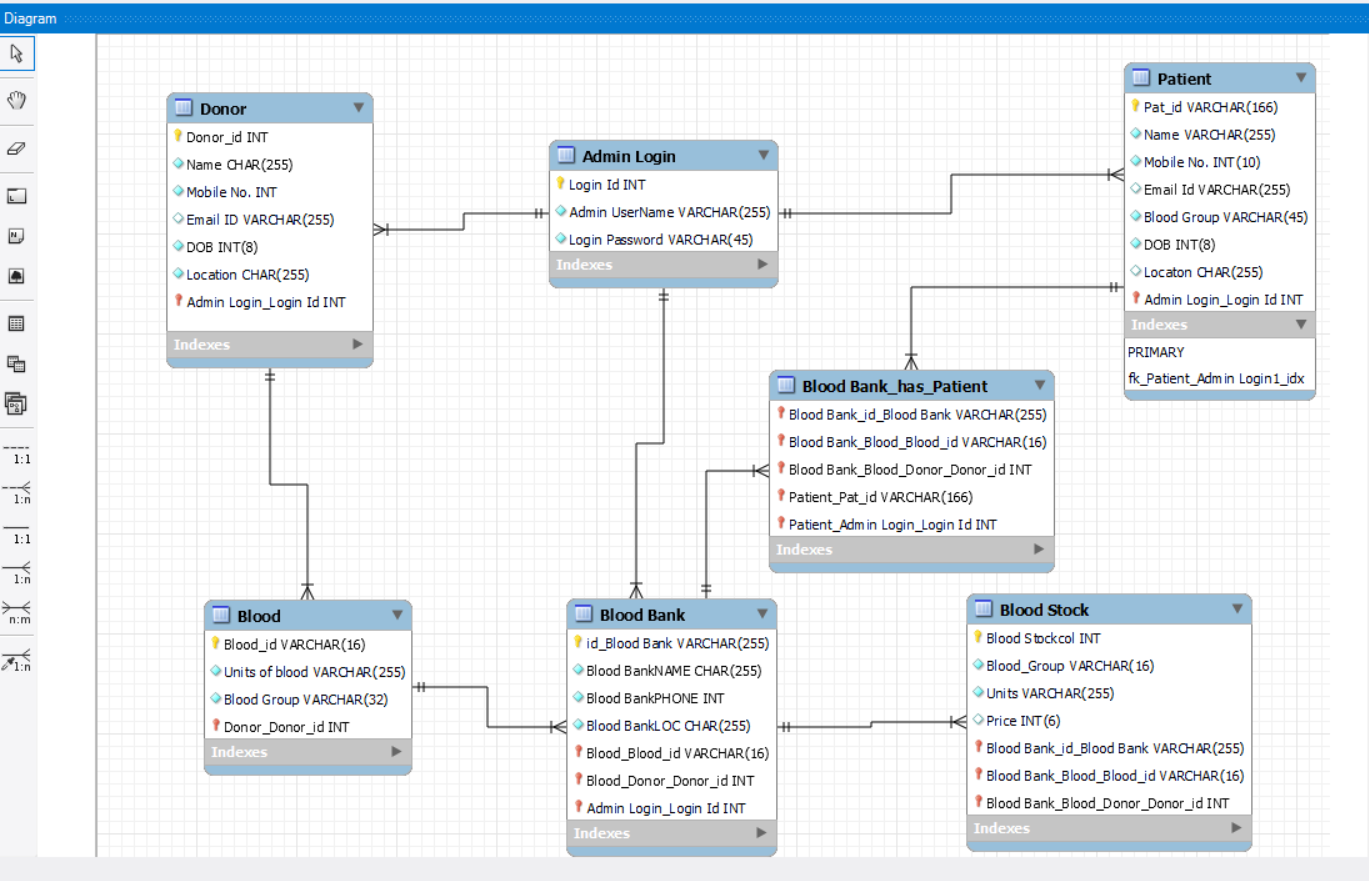 Diagram
Donor
Donor_id INT
Name CHAR(255)
Mobile No. INT
Email ID VARCHAR(255)
DOB INT(8)
Location CHAR(255)
Admin Login_Login Id INT
Indexes
Admin Login
Login Id INT
Admin UserName VARCHAR(255)
Login Password VARCHAR(45)
Indexes
Patient
Pat_id VARCHAR(166)
Name VARCHAR(255)
Mobile No. INT(10)
Email Id VARCHAR(255)
Blood Group VARCHAR(45)
DOB INT(8)
Locaton CHAR(255)
Admin Login_Login Id INT
Indexes
PRIMARY
fk_Patient_Admin Login1_idx
Blood Bank_has_Patient
Blood Bank_id_Blood Bank VARCHAR(255)
Blood Bank_Blood_Blood_id VARCHAR(16)
Blood Bank_Blood_Donor_Donor_id INT
Patient_Pat_id VARCHAR(166)
Patient_Admin Login_Login Id INT
Indexes
Blood
Blood_id VARCHAR(16)
Units of blood VARCHAR(255)
Blood Group VARCHAR(32)
Donor_Donor_id INT
Indexes
Blood Bank
id_Blood Bank VARCHAR(255)
Blood BankNAME CHAR(255)
Blood BankPHONE INT
Blood BankLOC CHAR(255)
Blood_Blood_id VARCHAR(16)
Blood_Donor_Donor_id INT
Admin Login_Login Id INT
Indexes
Blood Stock
Blood Stockcol INT
Blood_Group VARCHAR(16)
Units VARCHAR(255)
Price INT(6)
Blood Bank_id_Blood Bank VARCHAR(255)
Blood Bank_Blood_Blood_id VARCHAR(16)
Blood Bank_Blood_Donor_Donor_id INT
Indexes
1:1
1:n
1:1
1:n
n:m
1:n